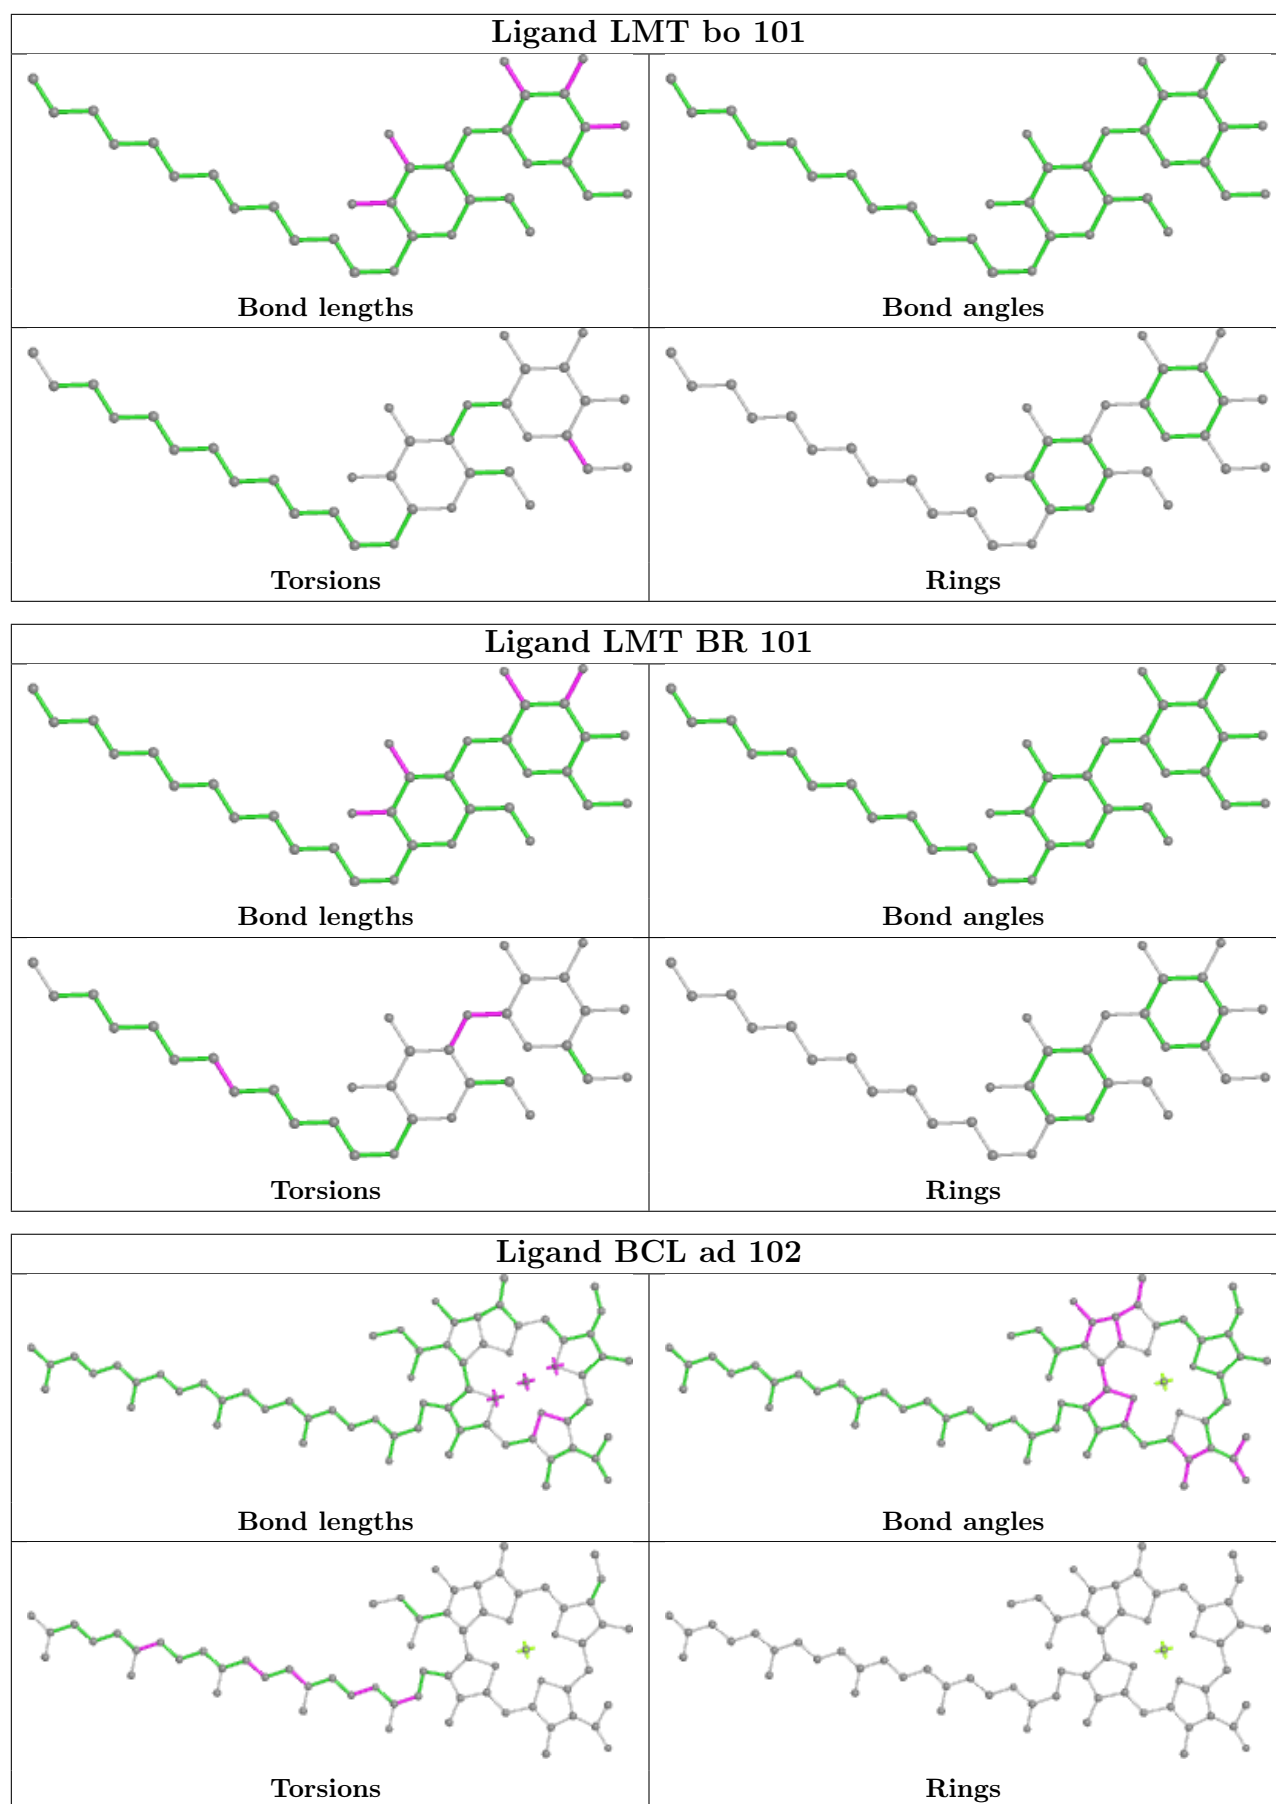 Ligand LMT bo 101
Bond lengths
Bond angles
Torsions
Rings
Ligand LMT BR 101
Bond lengths
Bond angles
Torsions
Rings
Ligand BCL ad 102
Bond lengths
Bond angles
Torsions
Rings